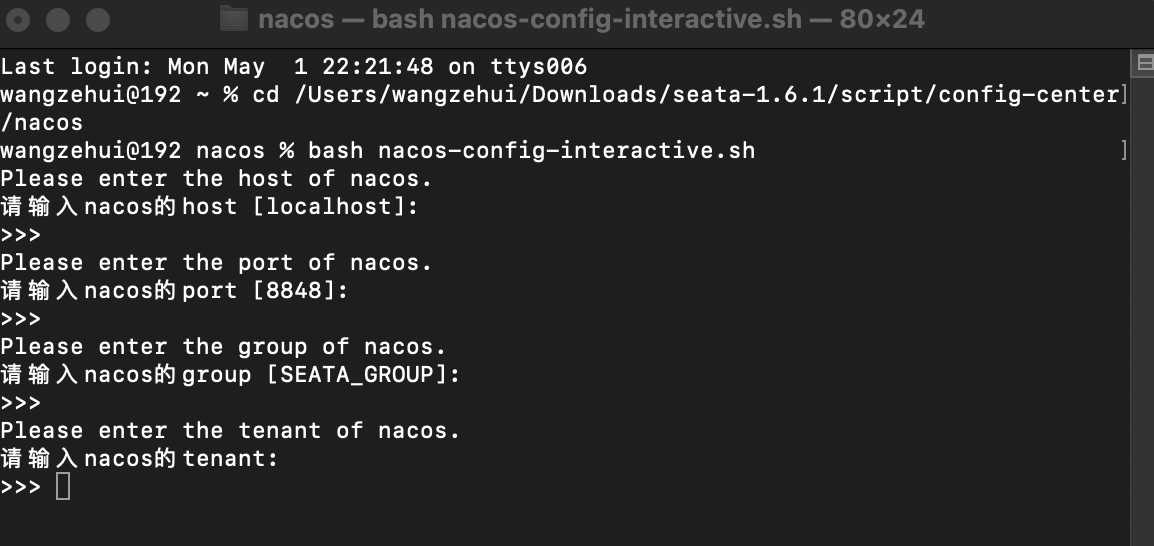 nacos — bash nacos-config-interactive.sh — 80×24
Last login: Mon May  1 22:21:48 on ttys006
wangzehui@192 ~ % cd /Users/wangzehui/Downloads/seata-1.6.1/script/config-center]
/nacos
wangzehui@192 nacos % bash nacos-config-interactive.sh ]
Please enter the host of nacos.
请输入nacos的host [localhost]:
>>>
Please enter the port of nacos.
请输入nacos的port [8848]:
>>>
Please enter the group of nacos.
请输入nacos的group [SEATA_GROUP]:
>>>
Please enter the tenant of nacos.
请输入nacos的tenant:
>>>